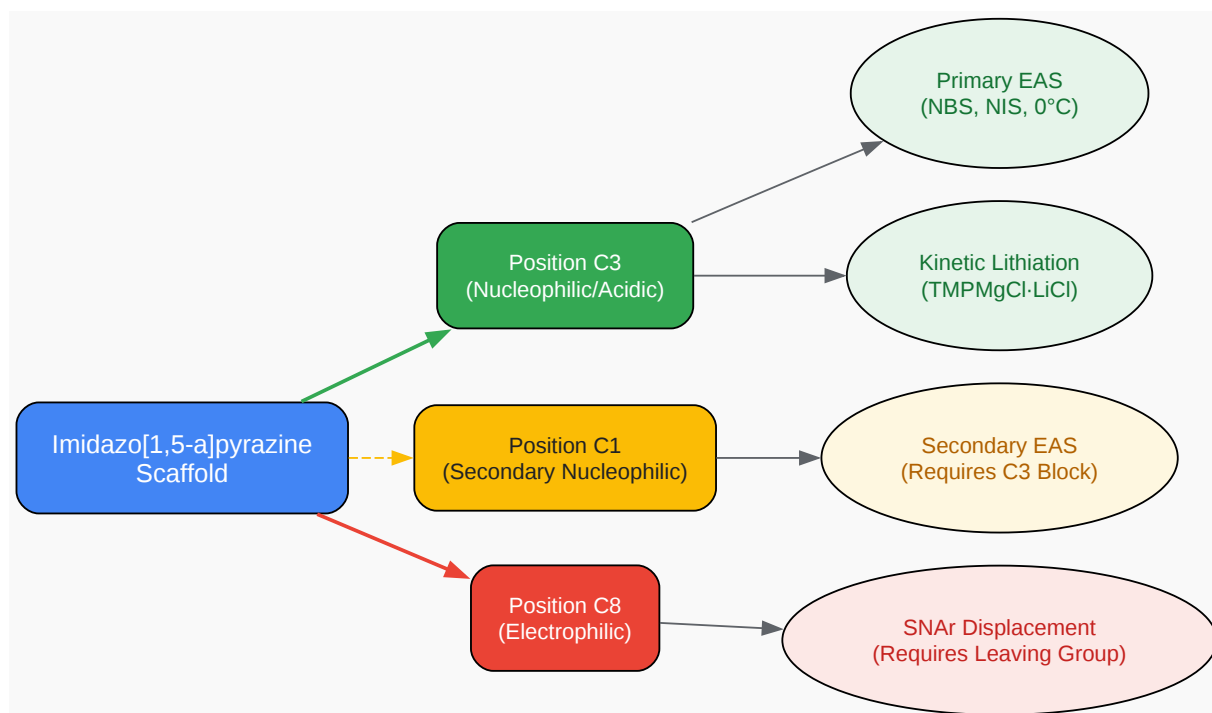 Primary EAS
(NBS, NIS, 0°C)
Position C3
(Nucleophilic/Acidic)
Kinetic Lithiation
(TMPMgCl·LiCl)
Imidazo[1,5-a]pyrazine
Scaffold
Position C1
(Secondary Nucleophilic)
Secondary EAS
(Requires C3 Block)
Position C8
(Electrophilic)
SNAr Displacement
(Requires Leaving Group)